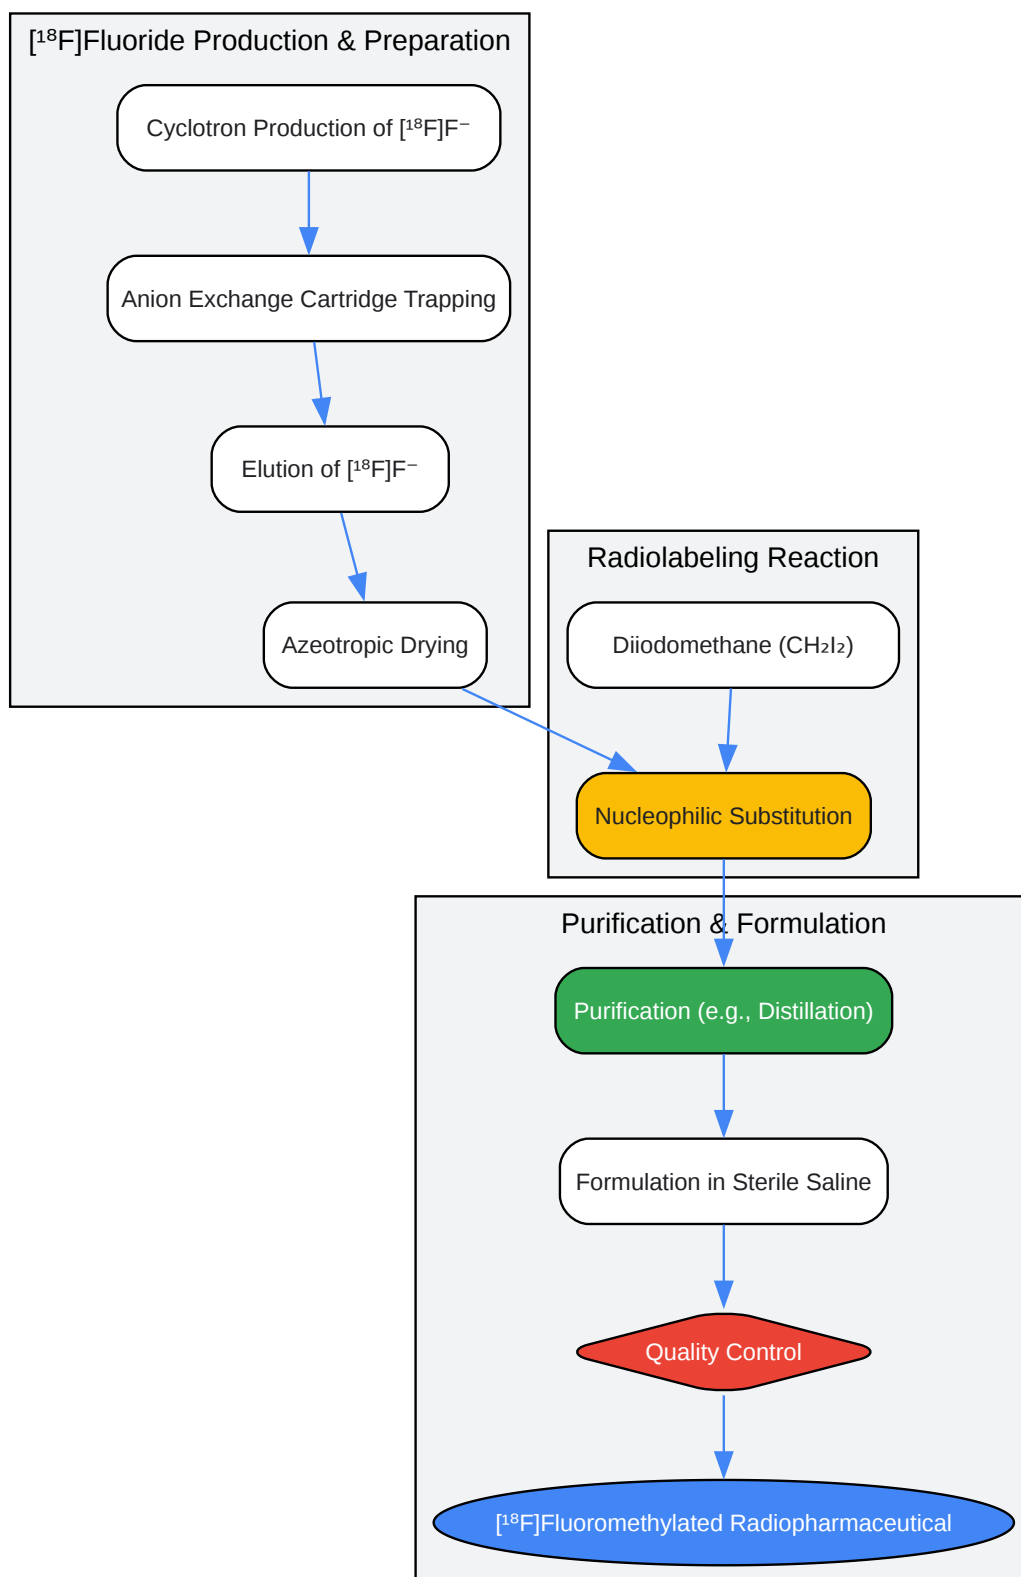 [¹⁸F]Fluoride Production & Preparation
Cyclotron Production of [¹⁸F]F⁻
Anion Exchange Cartridge Trapping
Elution of [¹⁸F]F⁻
Azeotropic Drying
Radiolabeling Reaction
Diiodomethane (CH₂I₂)
Nucleophilic Substitution
Purification & Formulation
Purification (e.g., Distillation)
Formulation in Sterile Saline
Quality Control
[¹⁸F]Fluoromethylated Radiopharmaceutical